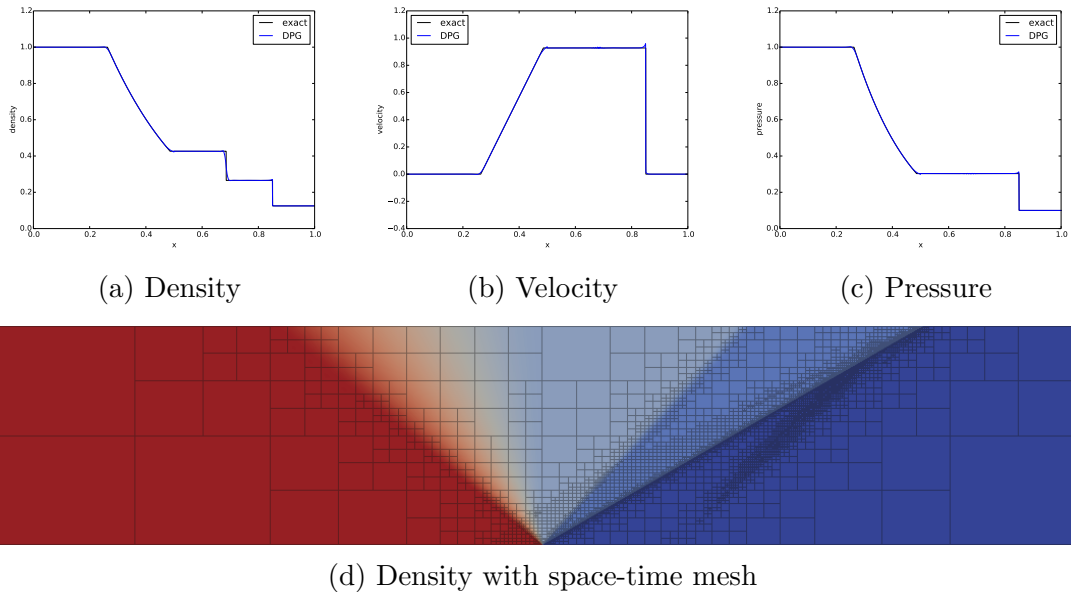 1.2
1.0
0.8
0.6
0.4
0.2
0.0
density
0.0 0.2 0.4 0.6 0.8 1.0
x
exact
DPG
1.2
1.0
0.8
0.6
0.4
0.2
0.0
−0.2
−0.4
velocity
0.0 0.2 0.4 0.6 0.8 1.0
x
exact
DPG
1.2
1.0
0.8
0.6
0.4
0.2
0.0
pressure
0.0 0.2 0.4 0.6 0.8 1.0
x
exact
DPG
(a) Density
(b) Velocity
(c) Pressure
(d) Density with space-time mesh